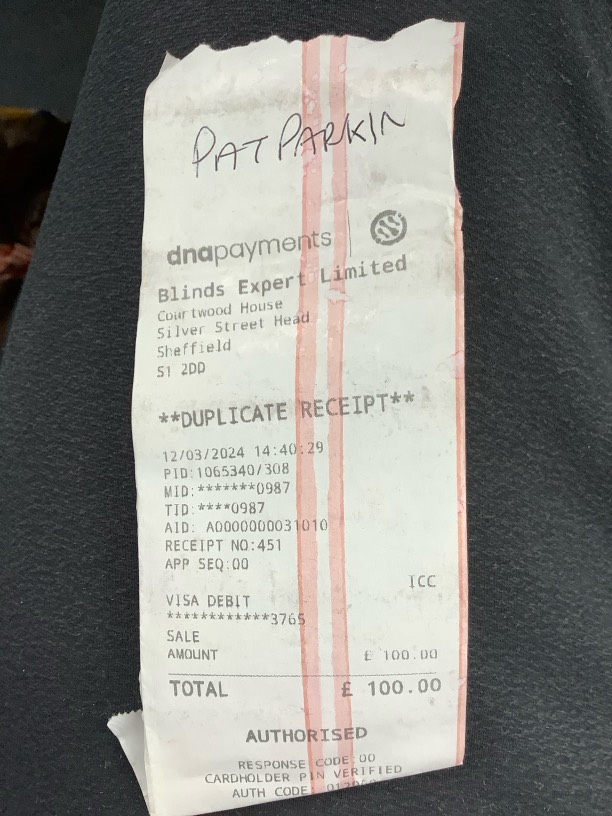 PAT PARKIN
dnapayments
Blinds Expert Limited
Courtwood House
Silver Street Head
Sheffield
S1 2DD
**DUPLICATE RECEIPT**
12/03/2024 14:40:29
PID:1065340/308
MID:*******0987
TID:****0987
AID: A0000000031010
RECEIPT NO:451
APP SEQ:00
ICC
VISA DEBIT
************3765
SALE
AMOUNT £ 100.00
TOTAL £ 100.00
AUTHORISED
RESPONSE CODE:00
CARDHOLDER PIN VERIFIED
AUTH CODE